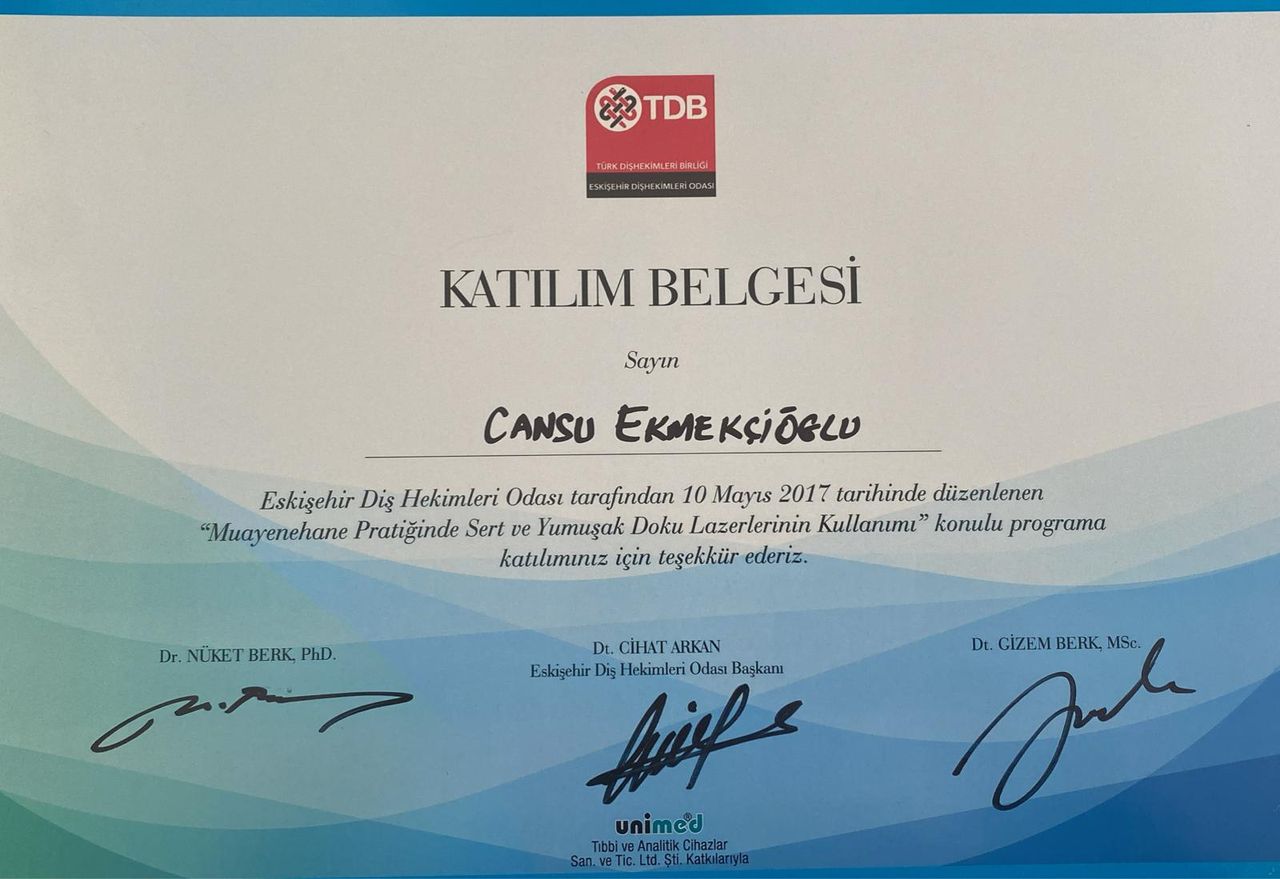 TDB
TÜRK DİŞHEKİMLERİ BİRLİĞİ
ESKİŞEHİR DİŞHEKİMLERİ ODASI
KATILIM BELGESİ
Sayın
CANSU EKMEKÇİÖĞLU
Eskişehir Diş Hekimleri Odası tarafından 10 Mayıs 2017 tarihinde düzenlenen
“Muayenehane Pratiğinde Sert ve Yumuşak Doku Lazerlerinin Kullanımı” konulu programa
katılımınız için teşekkür ederiz.
Dr. NÜKET BERK, PhD.
Dt. CİHAT ARKAN
Eskişehir Diş Hekimleri Odası Başkanı
Dt. GİZEM BERK, MSc.
unimed®
Tıbbi ve Analitik Cihazlar
San. ve Tic. Ltd. Şti. Katkılarıyla